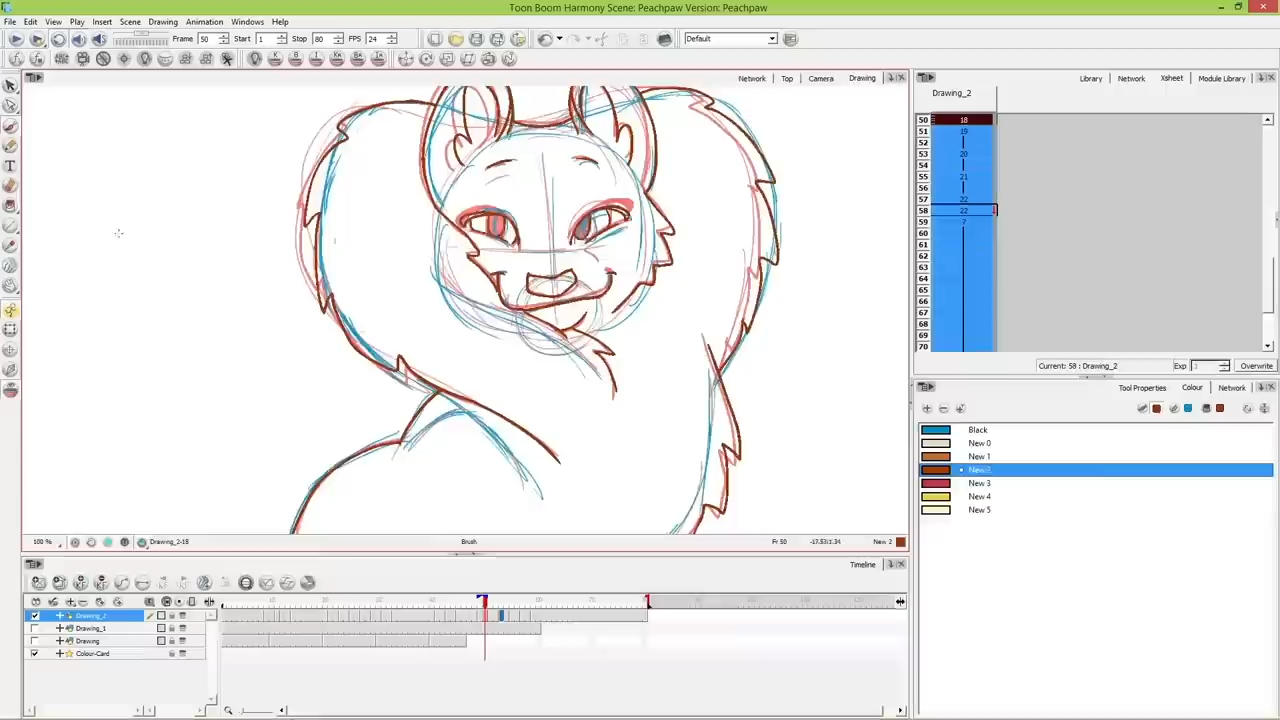 Toon Boom Harmony Scene: Peachpaw Version: Peachpaw
File Edit View Play Insert Scene Drawing Animation Windows Help
Frame 50 Start 1 Stop 80 FPS 24 Default
Network Top Camera Drawing
Library Network Xsheet Module Library
Drawing_2
50 18
51 19
52
53 20
54
55 21
56
57 22
58 22
59 7
60
61
62
63
64
65
66
67
68
69
70
Current: 58 : Drawing_2 Exp Overwrite
Tool Properties Colour Network
Black
New 0
New 1
New 2
New 3
New 4
New 5
100 % Drawing_2-18 Brush Fr 50 New 2
Timeline
Drawing_2
Drawing_1
Drawing
Colour-Card